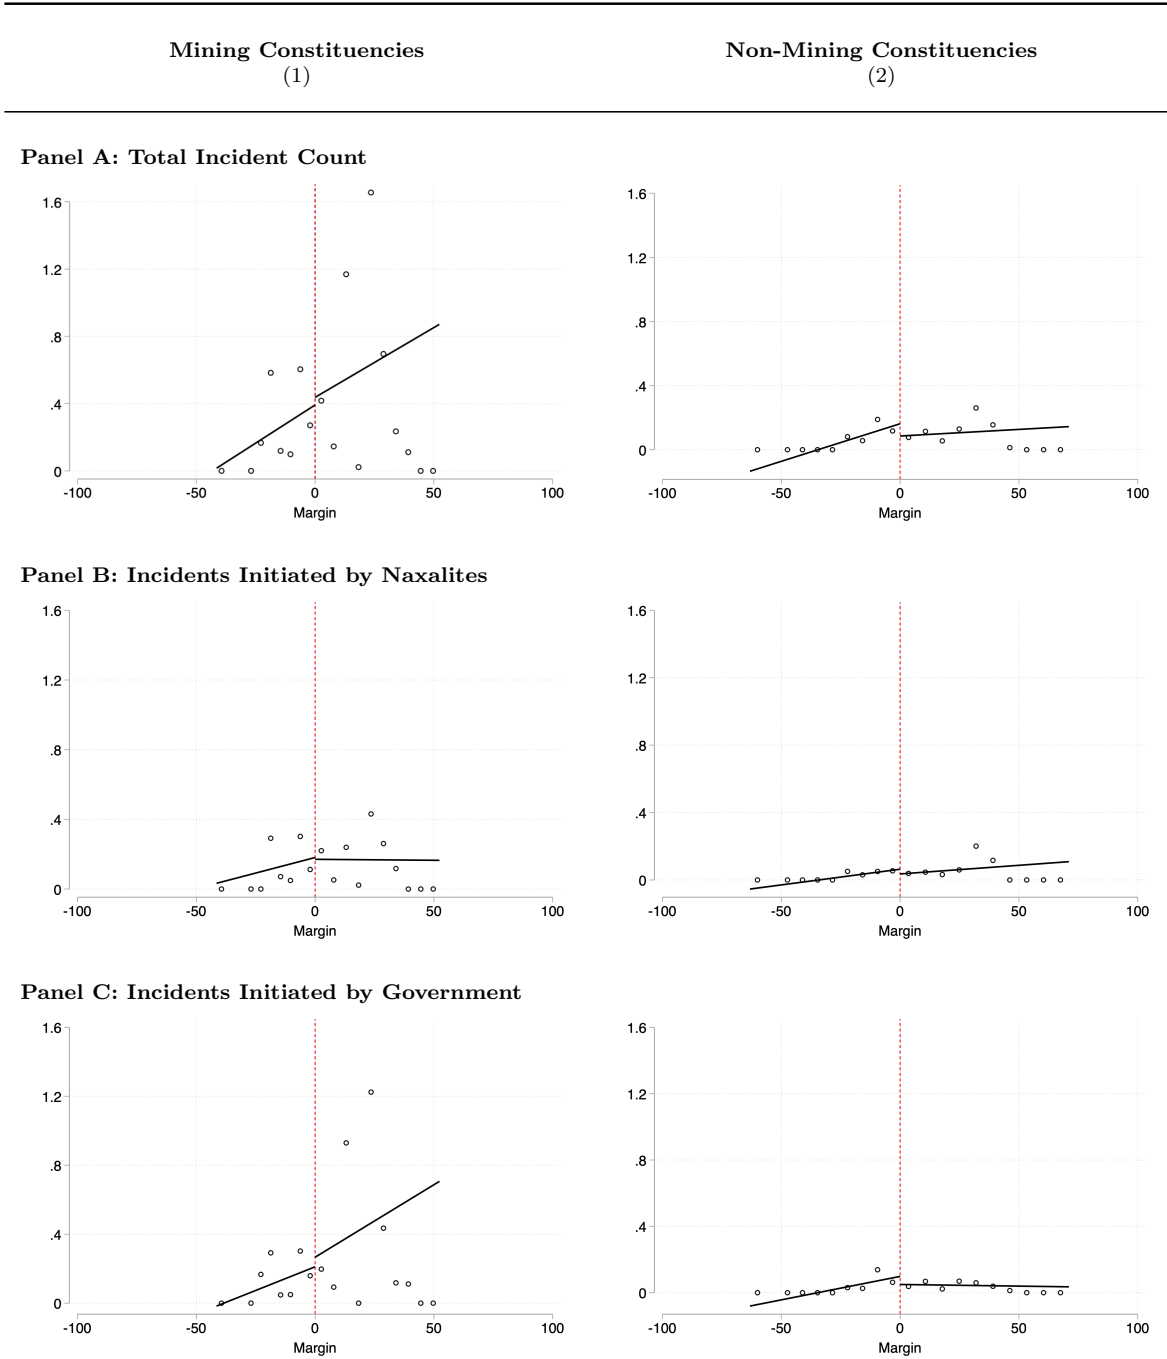 Mining Constituencies Non-Mining Constituencies
(1) (2)
Panel A: Total Incident Count
1.6 1.6
1.2 1.2
.8 .8
.4 .4
0 0
-100 -50 0 50 100 -100 -50 0 50 100
Margin Margin
Panel B: Incidents Initiated by Naxalites
1.6 1.6
1.2 1.2
.8 .8
.4 .4
0 0
-100 -50 0 50 100 -100 -50 0 50 100
Margin Margin
Panel C: Incidents Initiated by Government
1.6 1.6
1.2 1.2
.8 .8
.4 .4
0 0
-100 -50 0 50 100 -100 -50 0 50 100
Margin Margin